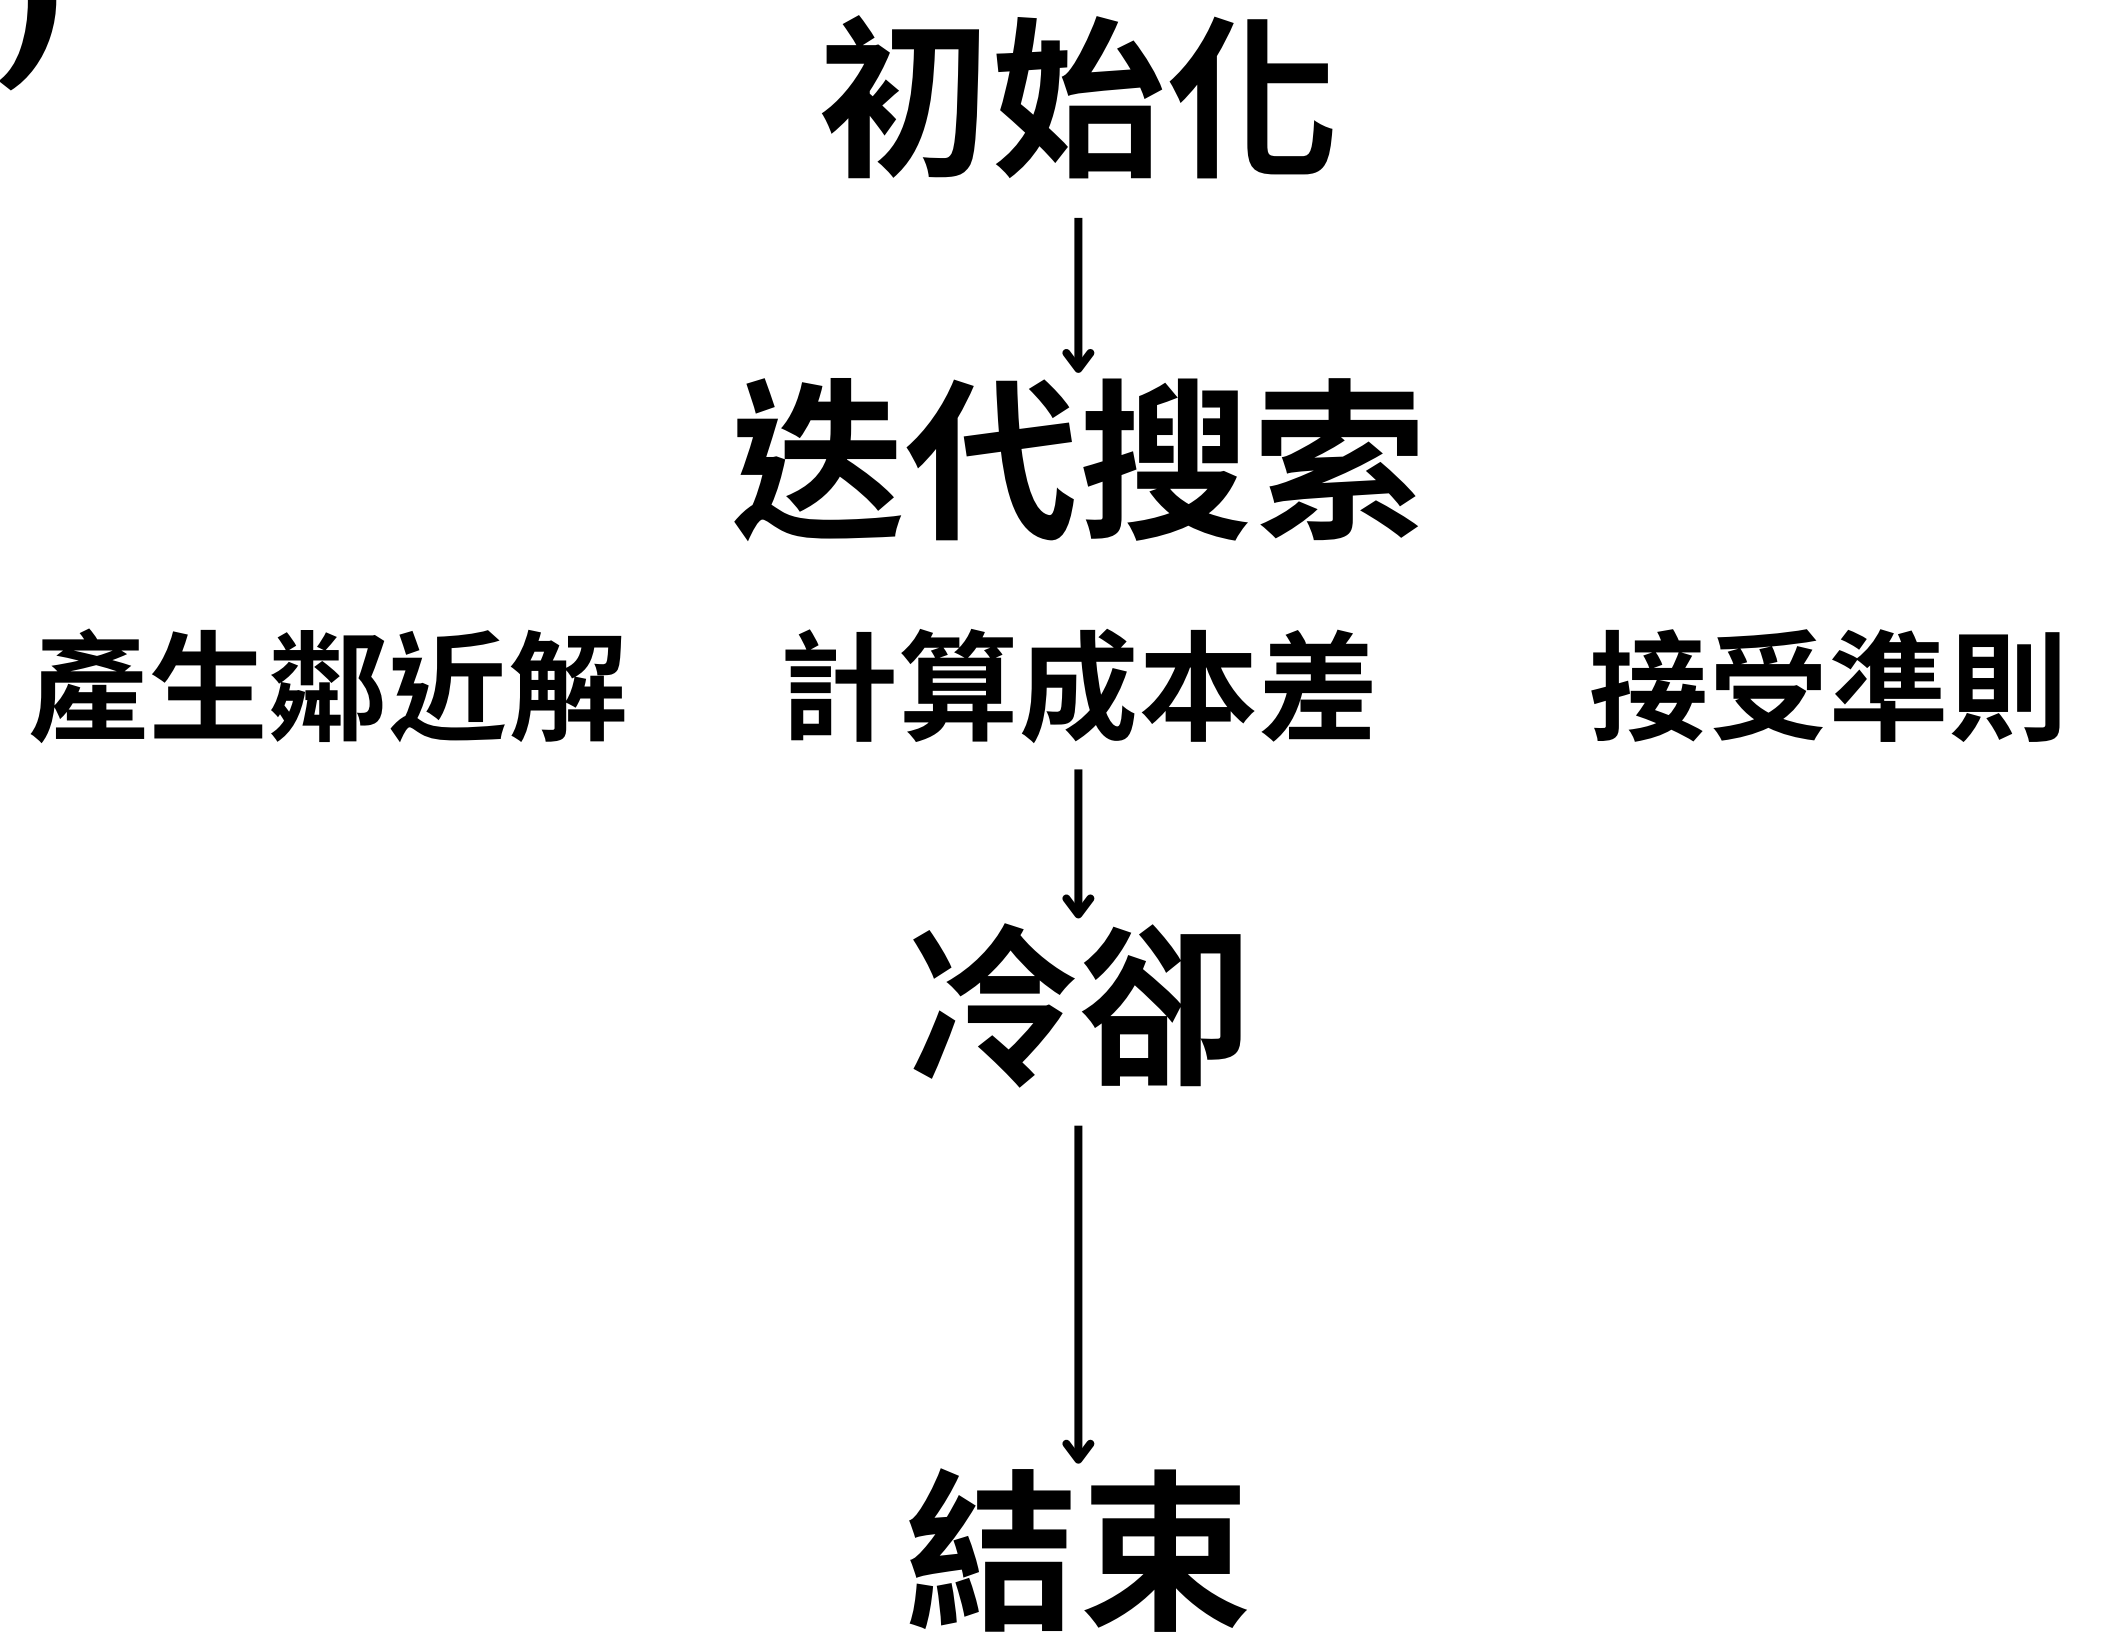 初始化
迭代搜索
產生鄰近解 計算成本差 接受準則
冷卻
結束